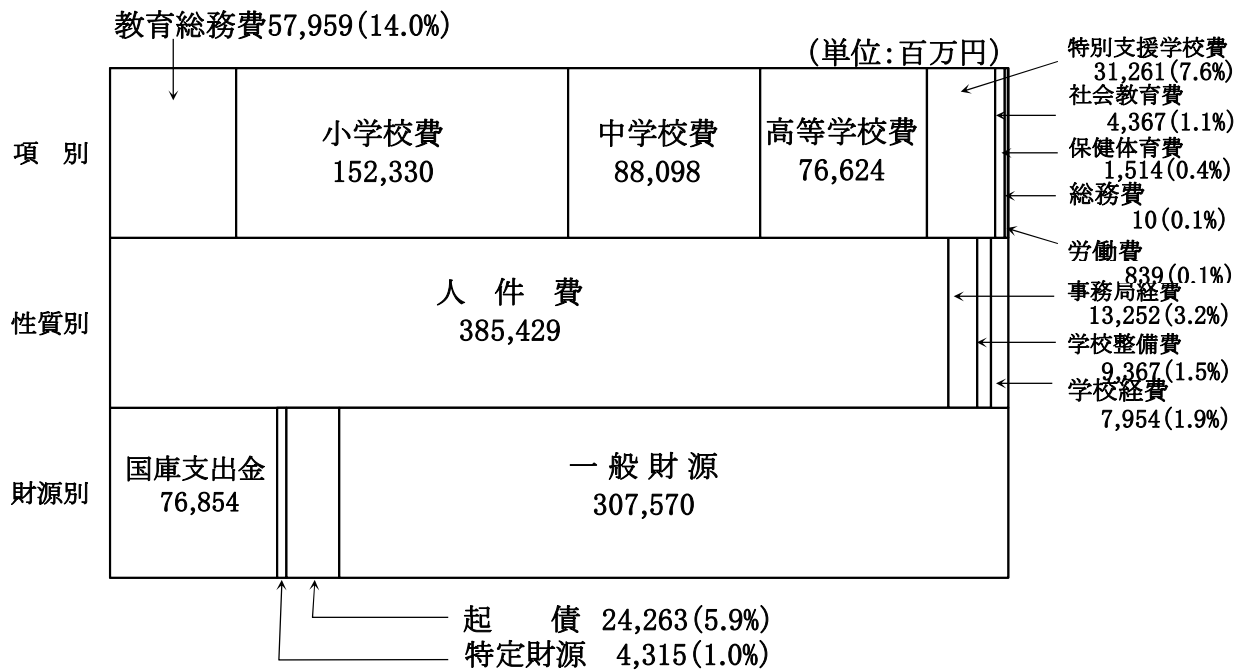 教育総務費57,959(14.0%)
(単位:百万円)
項 別
小学校費
152,330
中学校費
88,098
高等学校費
76,624
特別支援学校費
31,261(7.6%)
社会教育費
4,367(1.1%)
保健体育費
1,514(0.4%)
総務費
10(0.1%)
労働費
839(0.1%)
性質別
人 件 費
385,429
事務局経費
13,252(3.2%)
学校整備費
9,367(1.5%)
学校経費
7,954(1.9%)
財源別
国庫支出金
76,854
一 般 財 源
307,570
起 債 24,263(5.9%)
特定財源 4,315(1.0%)